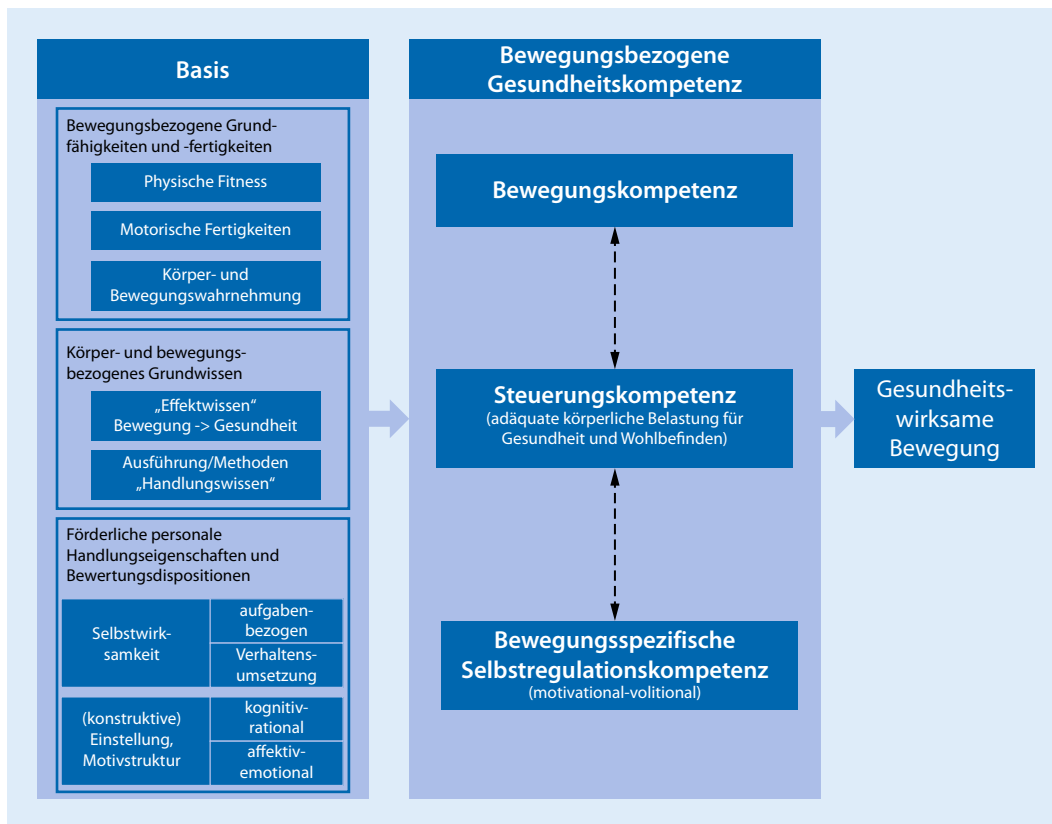 Basis
Bewegungsbezogene Grund-
fähigkeiten und -fertigkeiten
Physische Fitness
Motorische Fertigkeiten
Körper- und
Bewegungswahrnehmung
Körper- und bewegungs-
bezogenes Grundwissen
„Effektwissen“
Bewegung -> Gesundheit
Ausführung/Methoden
„Handlungswissen“
Förderliche personale
Handlungseigenschaften und
Bewertungsdispositionen
Selbstwirk-
samkeit
aufgaben-
bezogen
Verhaltens-
umsetzung
(konstruktive)
Einstellung,
Motivstruktur
kognitiv-
rational
affektiv-
emotional
Bewegungsbezogene
Gesundheitskompetenz
Bewegungskompetenz
Steuerungskompetenz
(adäquate körperliche Belastung für
Gesundheit und Wohlbefinden)
Bewegungsspezifische
Selbstregulationskompetenz
(motivational-volitional)
Gesundheits-
wirksame
Bewegung